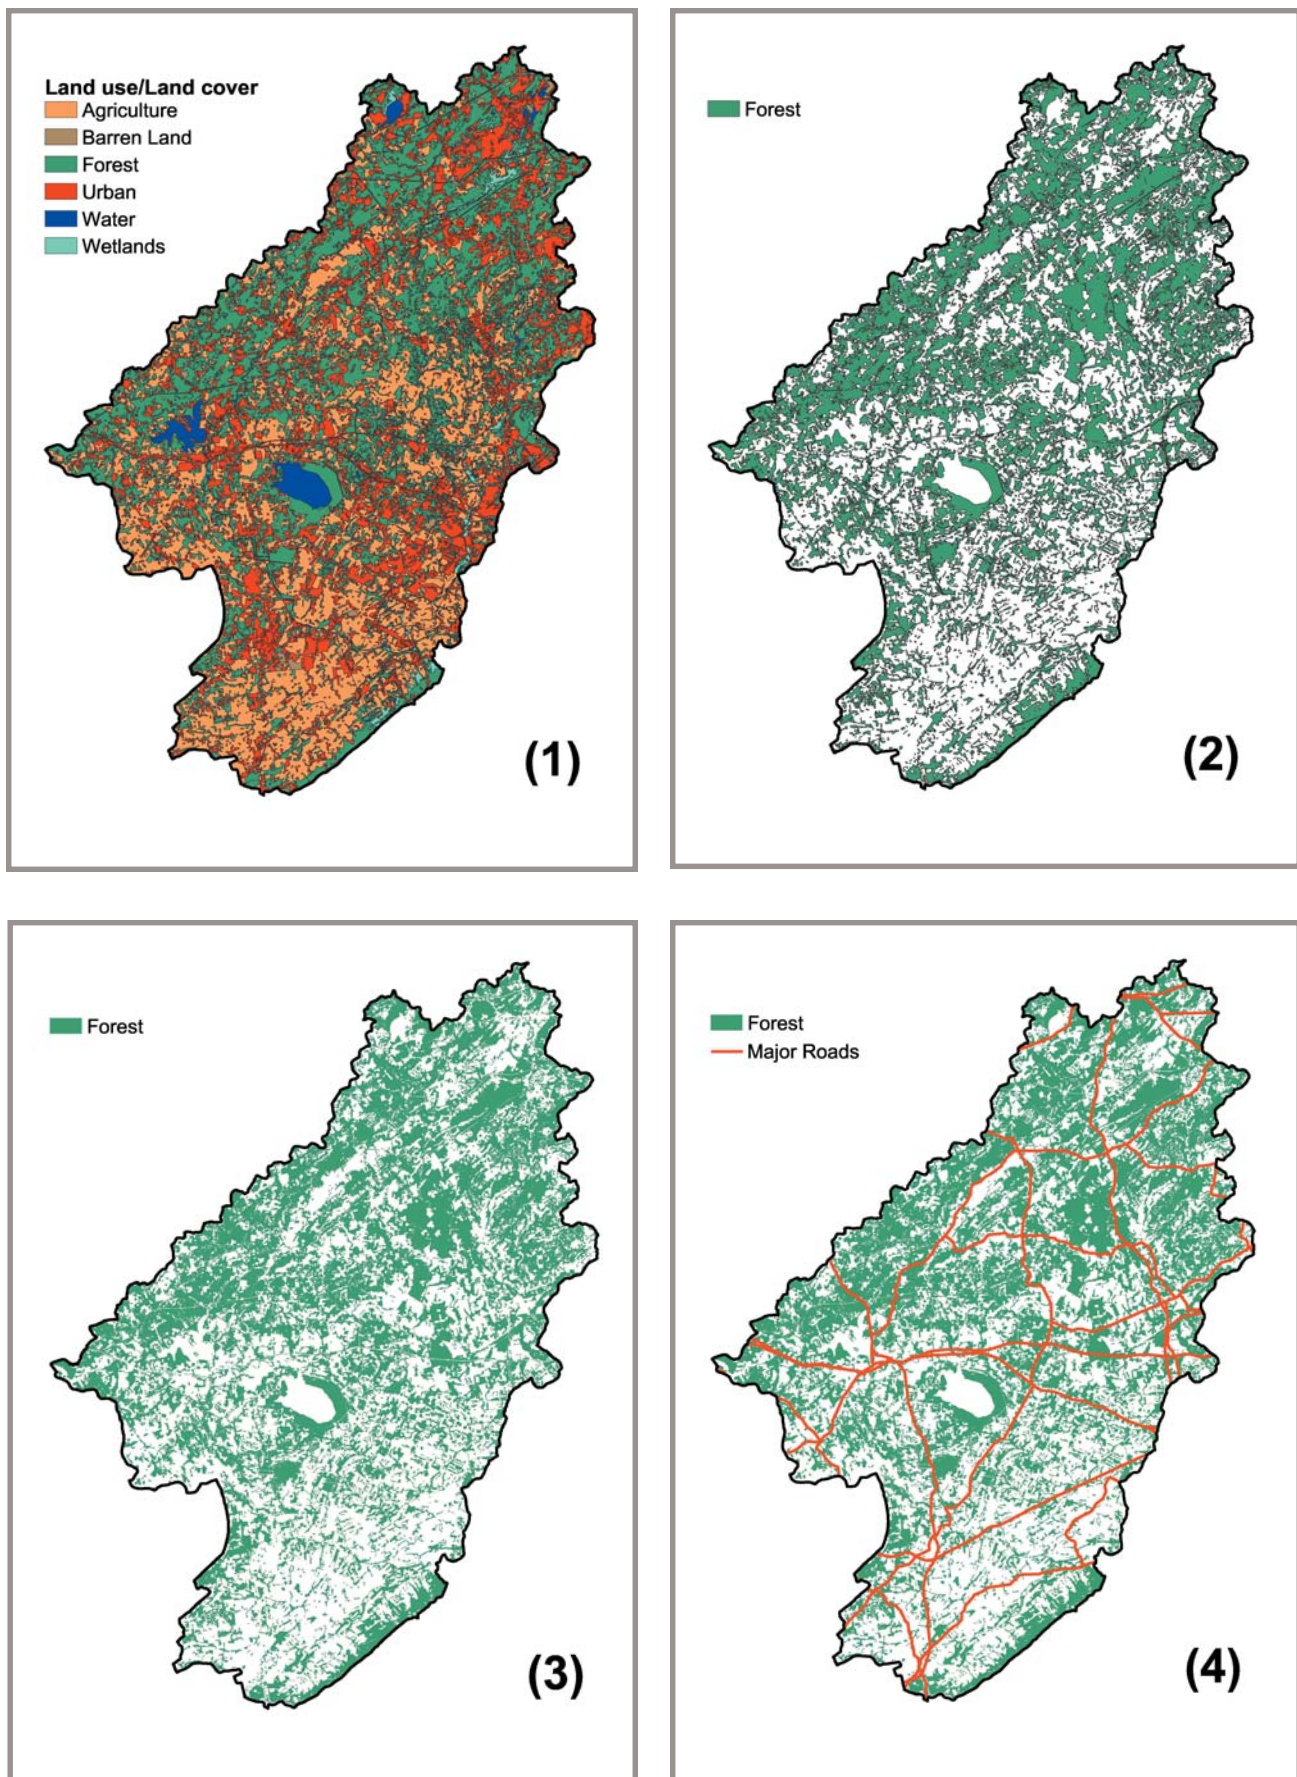 Land use/Land cover
Agriculture
Barren Land
Forest
Urban
Water
Wetlands
(1)
Forest
(2)
Forest
(3)
Forest
Major Roads
(4)